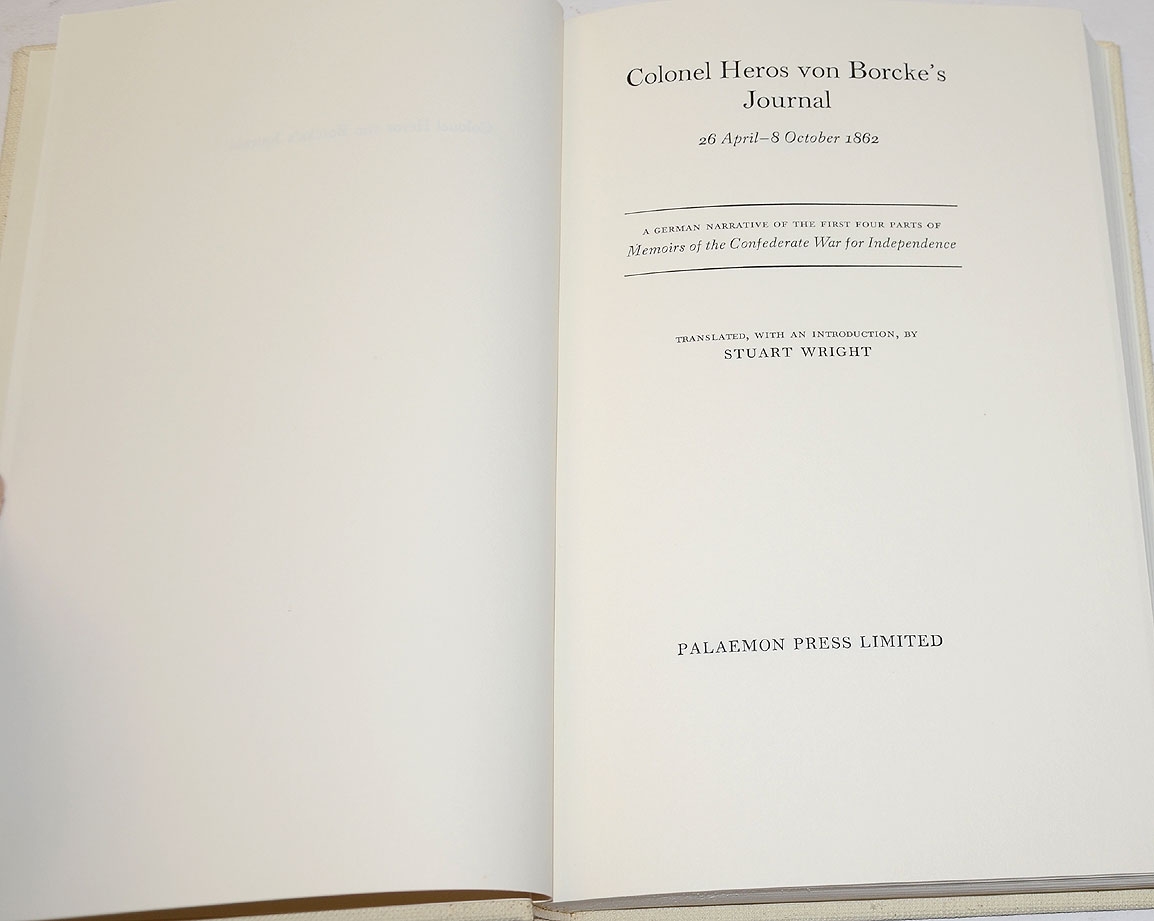 Colonel Heros von Borcke's
Journal
26 April–8 October 1862
A GERMAN NARRATIVE OF THE FIRST FOUR PARTS OF
Memoirs of the Confederate War for Independence
TRANSLATED, WITH AN INTRODUCTION, BY
STUART WRIGHT
PALAEMON PRESS LIMITED